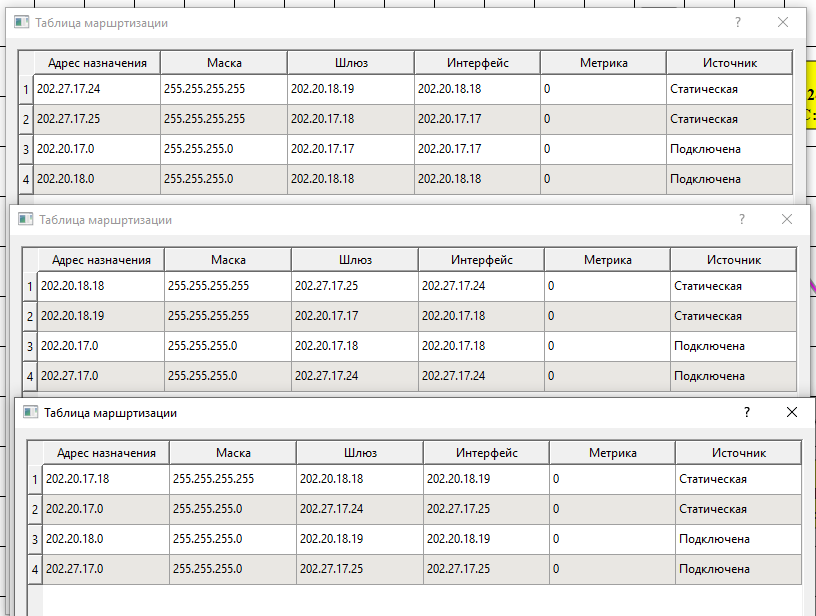 Таблица маршртизации ?
Адрес назначения Маска Шлюз Интерфейс Метрика Источник
1 202.27.17.24 255.255.255.255 202.20.18.19 202.20.18.18 0 Статическая
2 202.27.17.25 255.255.255.255 202.20.17.18 202.20.17.17 0 Статическая
3 202.20.17.0 255.255.255.0 202.20.17.17 202.20.17.17 0 Подключена
4 202.20.18.0 255.255.255.0 202.20.18.18 202.20.18.18 0 Подключена
Таблица маршртизации ?
Адрес назначения Маска Шлюз Интерфейс Метрика Источник
1 202.20.18.18 255.255.255.255 202.27.17.25 202.27.17.24 0 Статическая
2 202.20.18.19 255.255.255.255 202.20.17.17 202.20.17.18 0 Статическая
3 202.20.17.0 255.255.255.0 202.20.17.18 202.20.17.18 0 Подключена
4 202.27.17.0 255.255.255.0 202.27.17.24 202.27.17.24 0 Подключена
Таблица маршртизации ?
Адрес назначения Маска Шлюз Интерфейс Метрика Источник
1 202.20.17.18 255.255.255.255 202.20.18.18 202.20.18.19 0 Статическая
2 202.20.17.0 255.255.255.0 202.27.17.24 202.27.17.25 0 Статическая
3 202.20.18.0 255.255.255.0 202.20.18.19 202.20.18.19 0 Подключена
4 202.27.17.0 255.255.255.0 202.27.17.25 202.27.17.25 0 Подключена